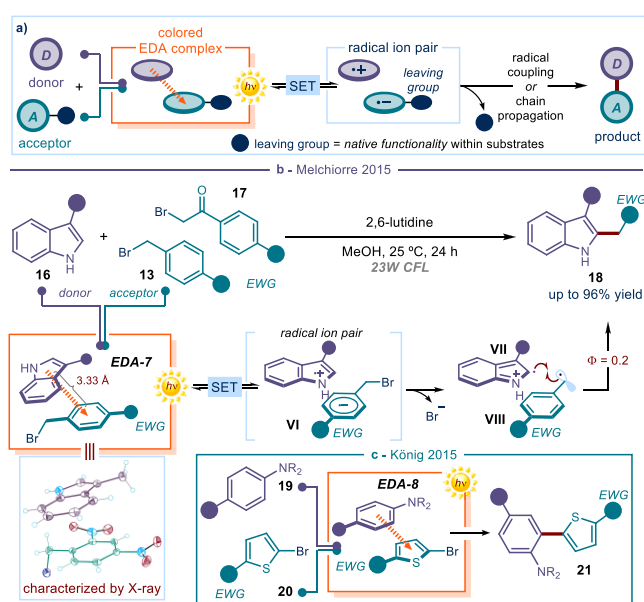 a)
colored
EDA complex
radical ion pair
D
donor
+
A
acceptor
hν
SET
•+
•−
leaving
group
radical
coupling
or
chain
propagation
D
A
product
leaving group = native functionality within substrates
b - Melchiorre 2015
16
N
H
+
17
O
Br
Br
13
EWG
2,6-lutidine
MeOH, 25 ºC, 24 h
23W CFL
EWG
N
H
18
up to 96% yield
donor
acceptor
EDA-7
HN
3.33 Å
Br
EWG
hν
SET
radical ion pair
N
H
+
Br
−
VI
EWG
Br−
VII
N
H
+
VIII
EWG
Φ = 0.2
characterized by X-ray
c - König 2015
19
NR2
20
S
Br
EWG
EDA-8
NR2
S
Br
EWG
hν
EWG
S
NR2
21